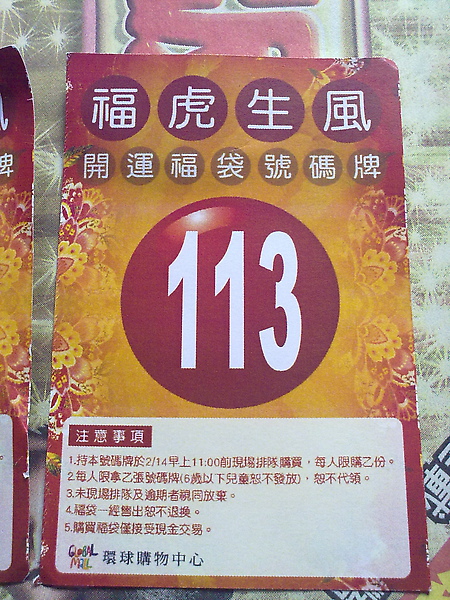 福虎生風
開運福袋號碼牌
113
注意事項
1.持本號碼牌於2/14早上11:00前現場排隊購買，每人限購乙份。
2.每人限拿乙張號碼牌(6歲以下兒童恕不發放)，恕不代領。
3.未現場排隊及逾期者視同放棄。
4.福袋一經售出恕不退換。
5.購買福袋僅接受現金交易。
GLOBAL MALL 環球購物中心
牌